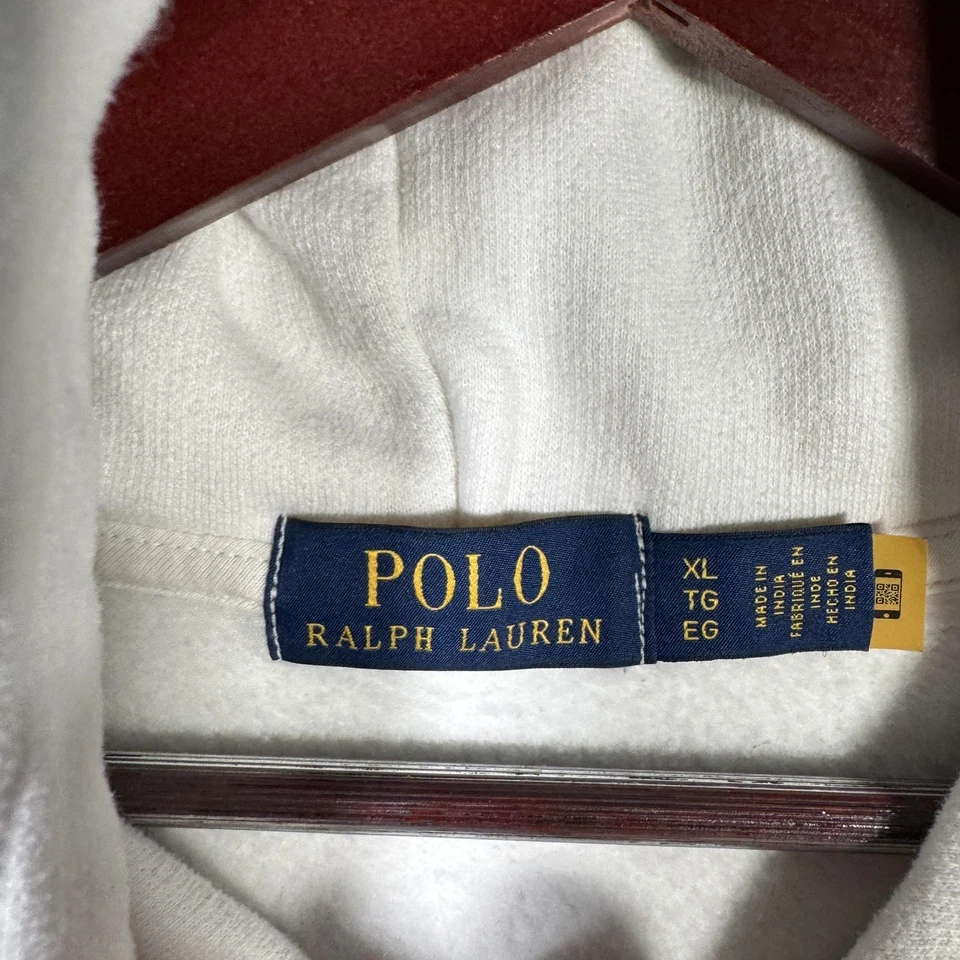 POLO
RALPH LAUREN
XL
TG
EG
MADE IN
INDIA
FABRIQUÉ EN
INDE
HECHO EN
INDIA